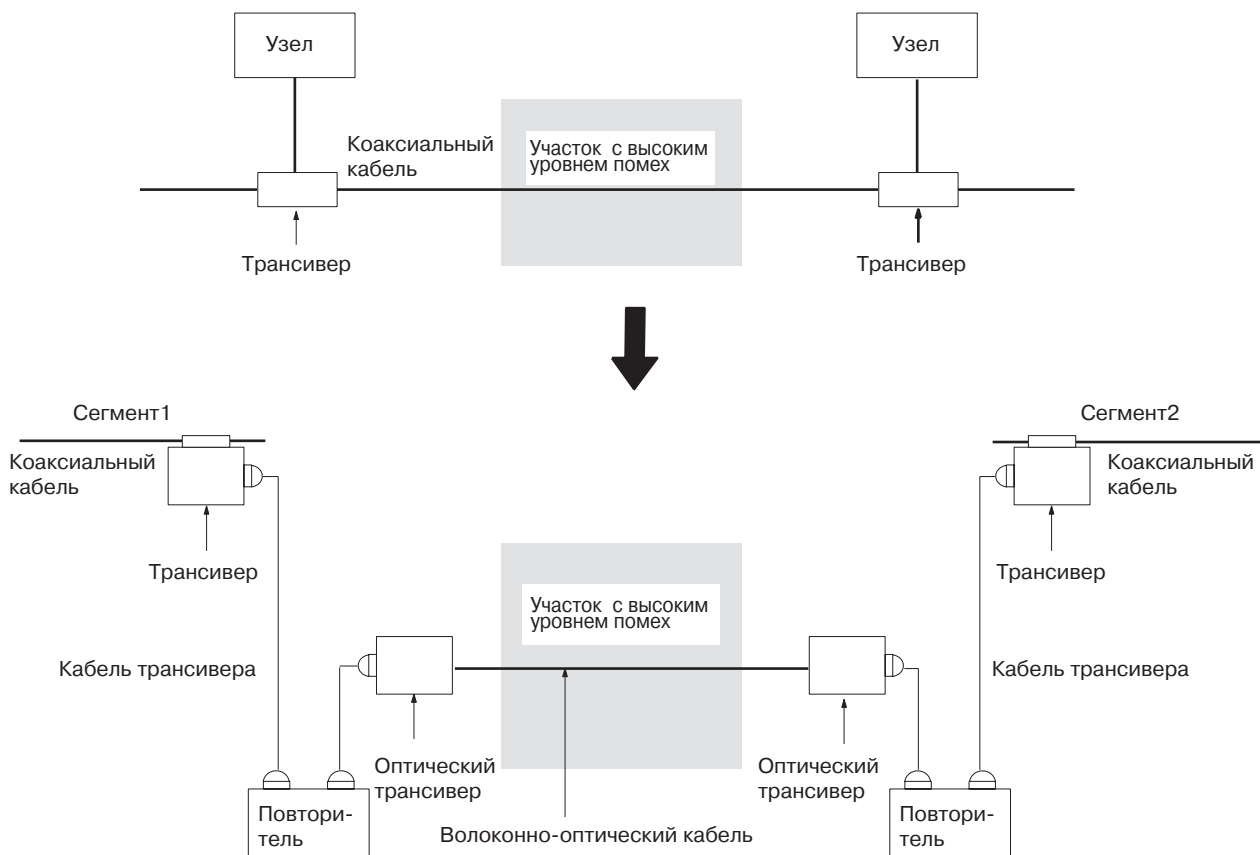 Узел
Узел
Коаксиальный
кабель
Участок с высоким
уровнем помех
Трансивер
Трансивер
Сегмент1
Сегмент2
Коаксиальный
кабель
Коаксиальный
кабель
Трансивер
Трансивер
Участок с высоким
уровнем помех
Кабель трансивера
Кабель трансивера
Оптический
трансивер
Оптический
трансивер
Повтори-
тель
Волоконно-оптический кабель
Повтори-
тель